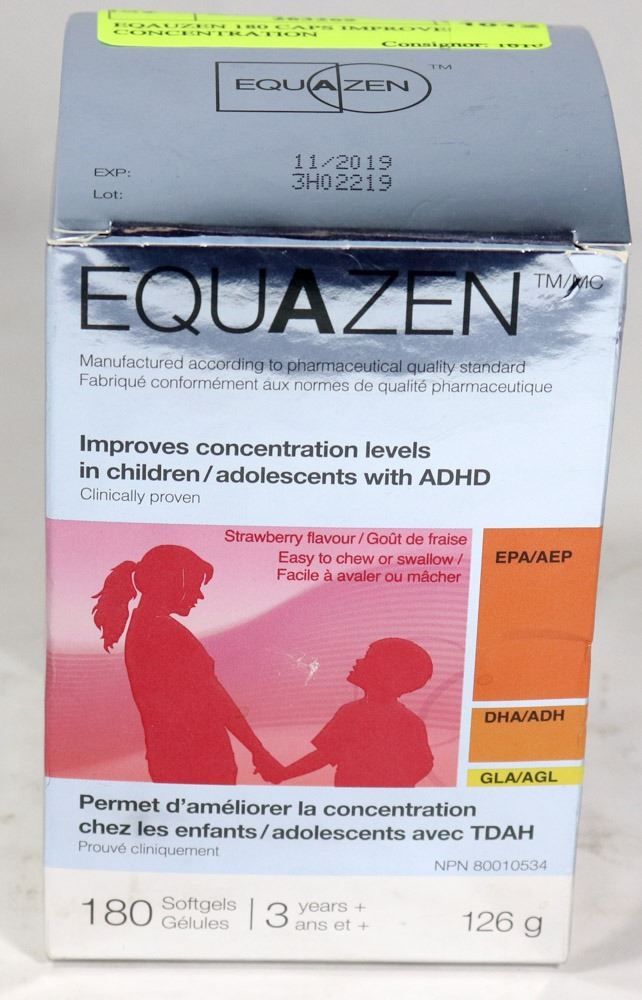 EQUAZEN 180 CAPS IMPROVE
CONCENTRATION
Consignor: 1010
EQUAZEN TM
EXP: 11/2019
Lot: 3H02219
EQUAZEN TM/MC
Manufactured according to pharmaceutical quality standard
Fabriqué conformément aux normes de qualité pharmaceutique
Improves concentration levels
in children/adolescents with ADHD
Clinically proven
Strawberry flavour / Goût de fraise
Easy to chew or swallow /
Facile à avaler ou mâcher
EPA/AEP
DHA/ADH
GLA/AGL
Permet d'améliorer la concentration
chez les enfants/adolescents avec TDAH
Prouvé cliniquement
NPN 80010534
180 Softgels
Gélules
3 years +
ans et +
126 g